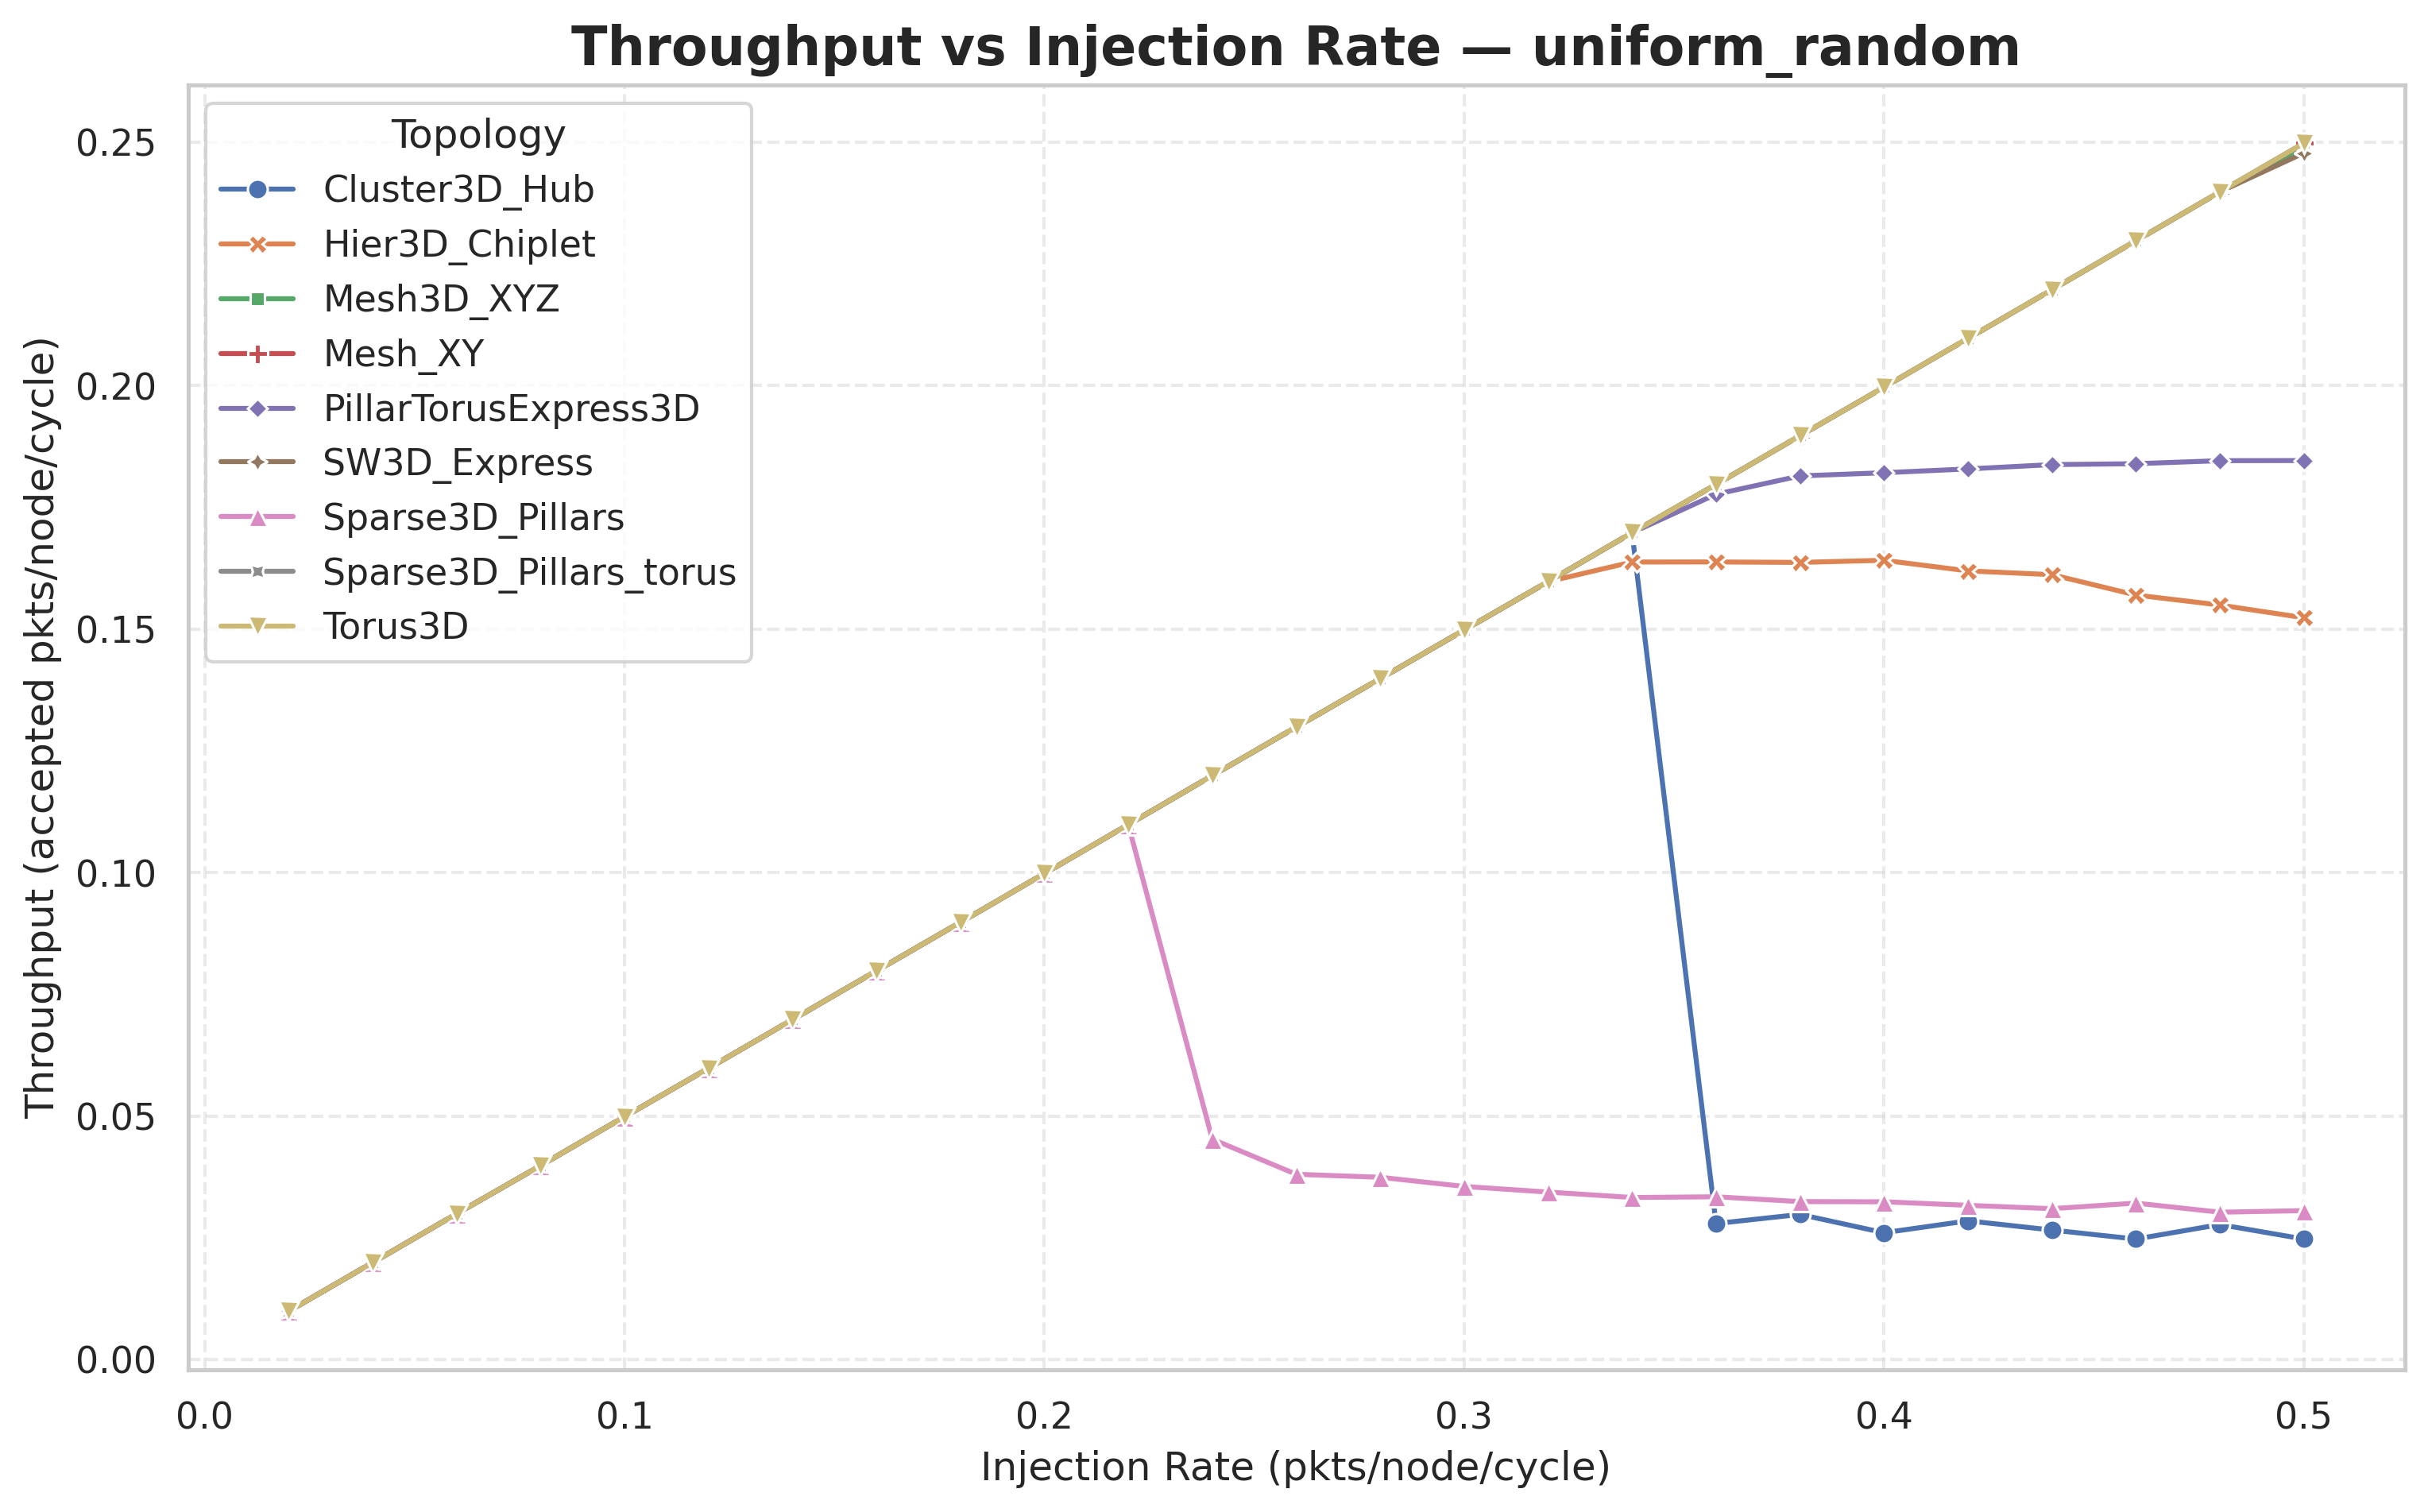 Throughput vs Injection Rate — uniform_random
Throughput (accepted pkts/node/cycle)
0.25
0.20
0.15
0.10
0.05
0.00
Topology
Cluster3D_Hub
Hier3D_Chiplet
Mesh3D_XYZ
Mesh_XY
PillarTorusExpress3D
SW3D_Express
Sparse3D_Pillars
Sparse3D_Pillars_torus
Torus3D
0.0 0.1 0.2 0.3 0.4 0.5
Injection Rate (pkts/node/cycle)